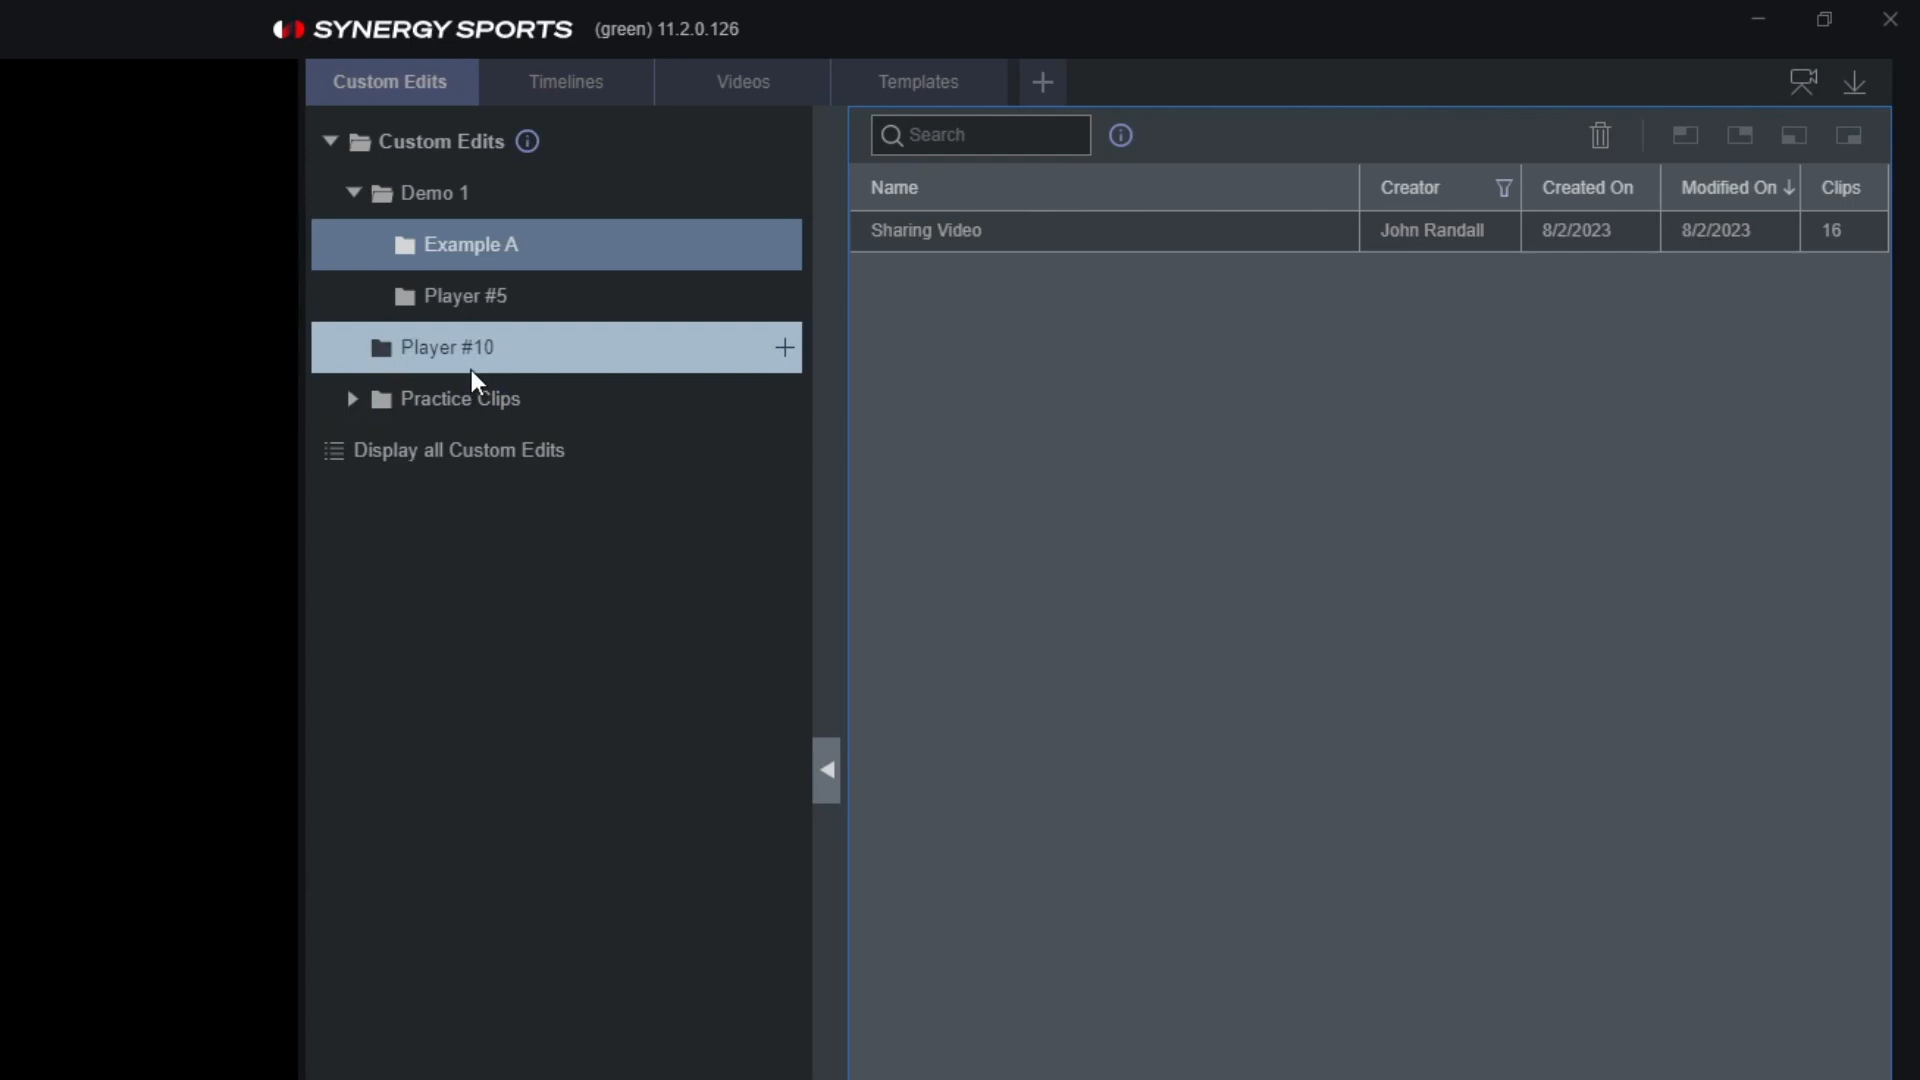 SYNERGY SPORTS (green) 11.2.0.126
Custom Edits Timelines Videos Templates
Custom Edits
Demo 1
Example A
Player #5
Player #10
Practice Clips
Display all Custom Edits
Search
Name Creator Created On Modified On Clips
Sharing Video John Randall 8/2/2023 8/2/2023 16